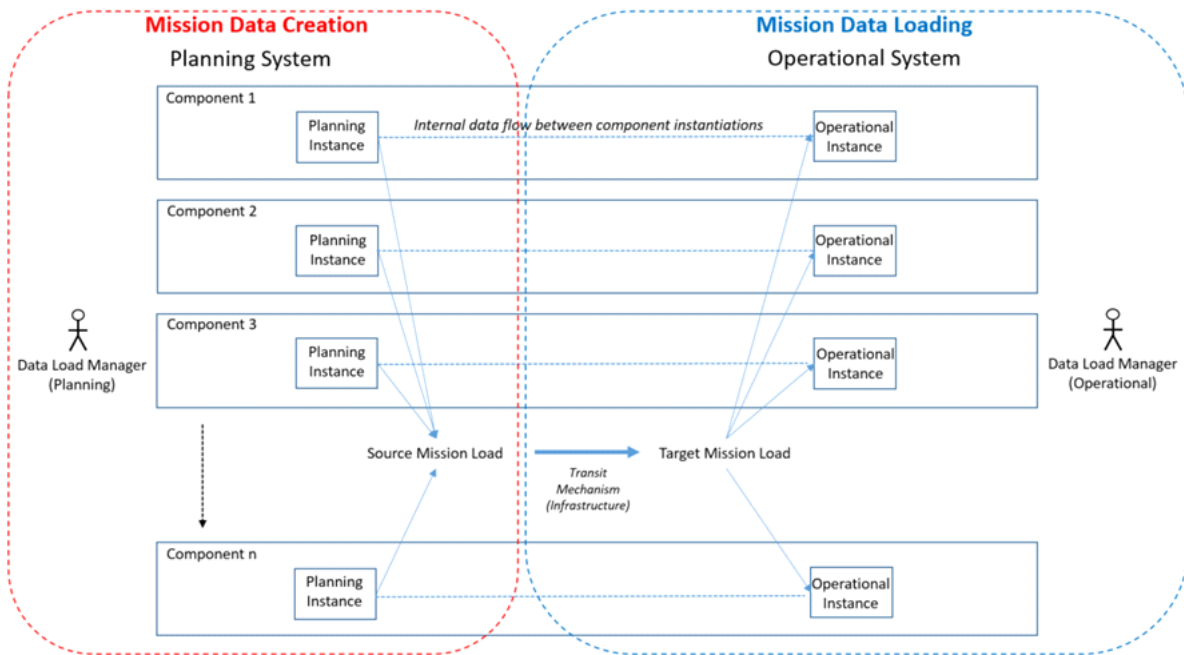 Mission Data Creation
Mission Data Loading
Planning System
Operational System
Component 1
Planning
Instance
Internal data flow between component instantiations
Operational
Instance
Component 2
Planning
Instance
Operational
Instance
Component 3
Planning
Instance
Operational
Instance
Data Load Manager
(Planning)
Data Load Manager
(Operational)
Source Mission Load
Transit
Mechanism
(Infrastructure)
Target Mission Load
Component n
Planning
Instance
Operational
Instance